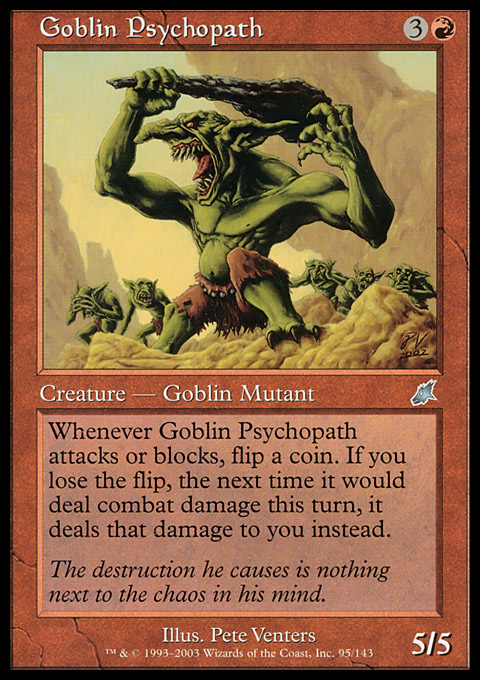 Goblin Psychopath 3
Creature — Goblin Mutant
Whenever Goblin Psychopath
attacks or blocks, flip a coin. If you
lose the flip, the next time it would
deal combat damage this turn, it
deals that damage to you instead.
The destruction he causes is nothing
next to the chaos in his mind.
Illus. Pete Venters
™ & © 1993–2003 Wizards of the Coast, Inc. 95/143
5/5